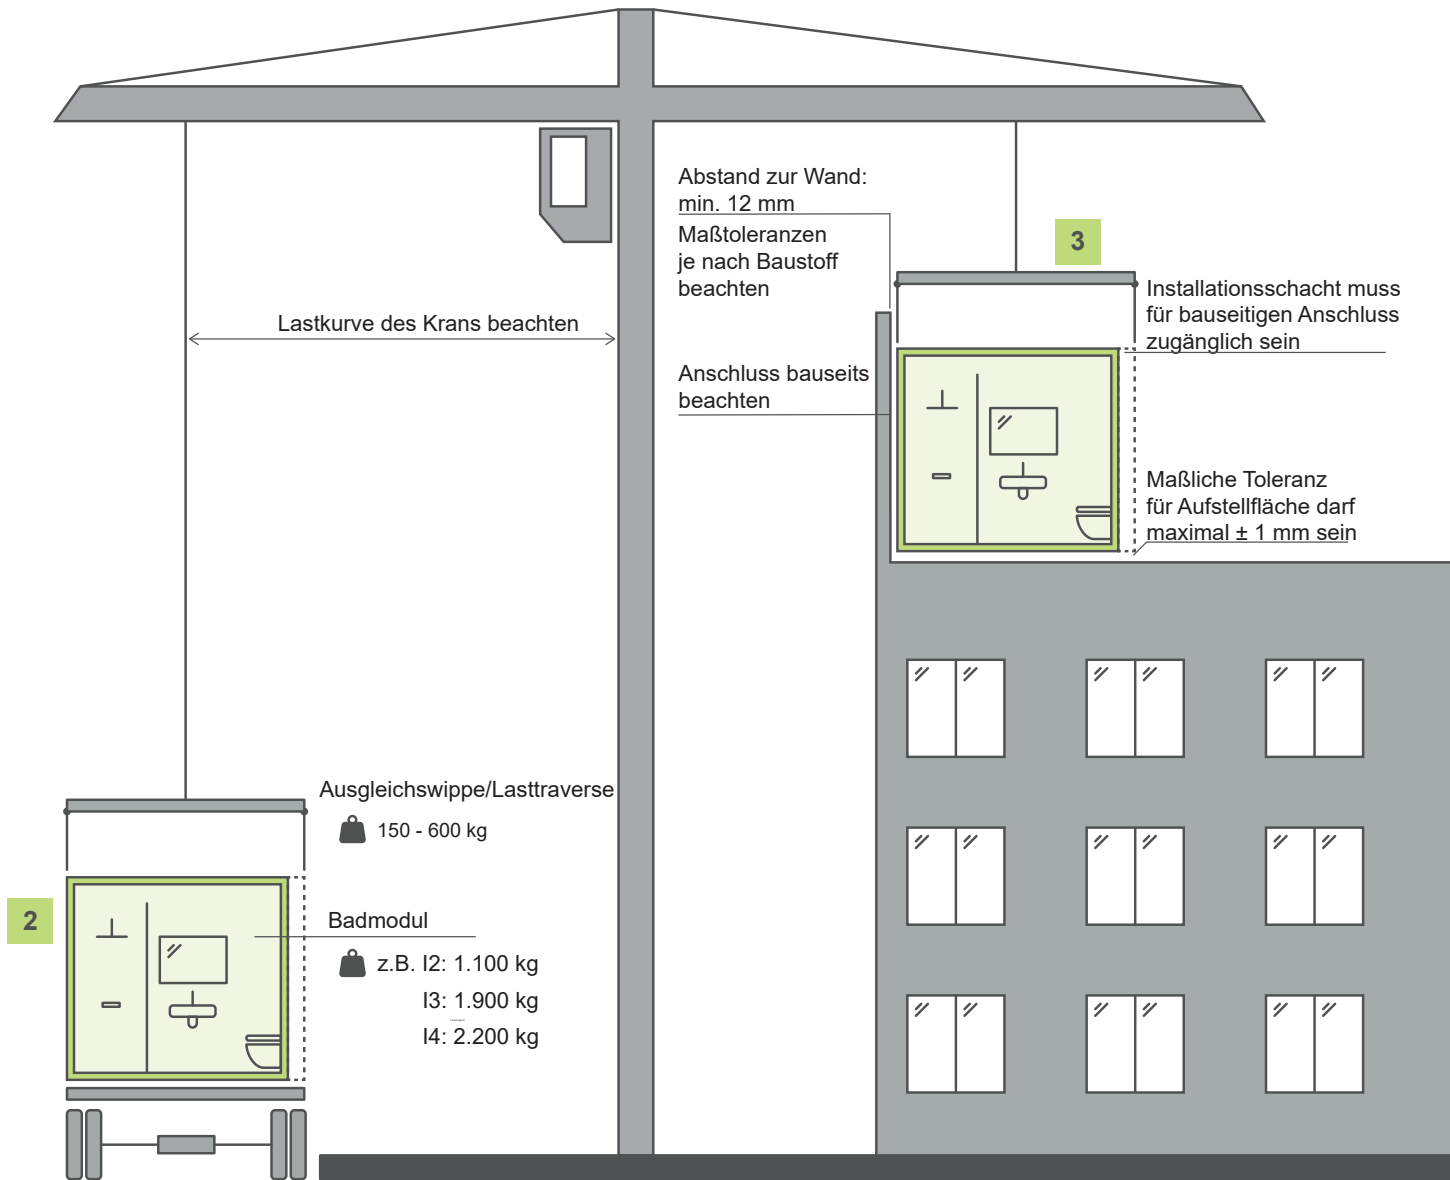 Abstand zur Wand:
min. 12 mm
Maßtoleranzen
je nach Baustoff
beachten
3
Installationsschacht muss
für bauseitigen Anschluss
zugänglich sein
Lastkurve des Krans beachten
Anschluss bauseits
beachten
Maßliche Toleranz
für Aufstellfläche darf
maximal ± 1 mm sein
Ausgleichswippe/Lasttraverse
150 - 600 kg
2
Badmodul
z.B. I2: 1.100 kg
I3: 1.900 kg
I4: 2.200 kg